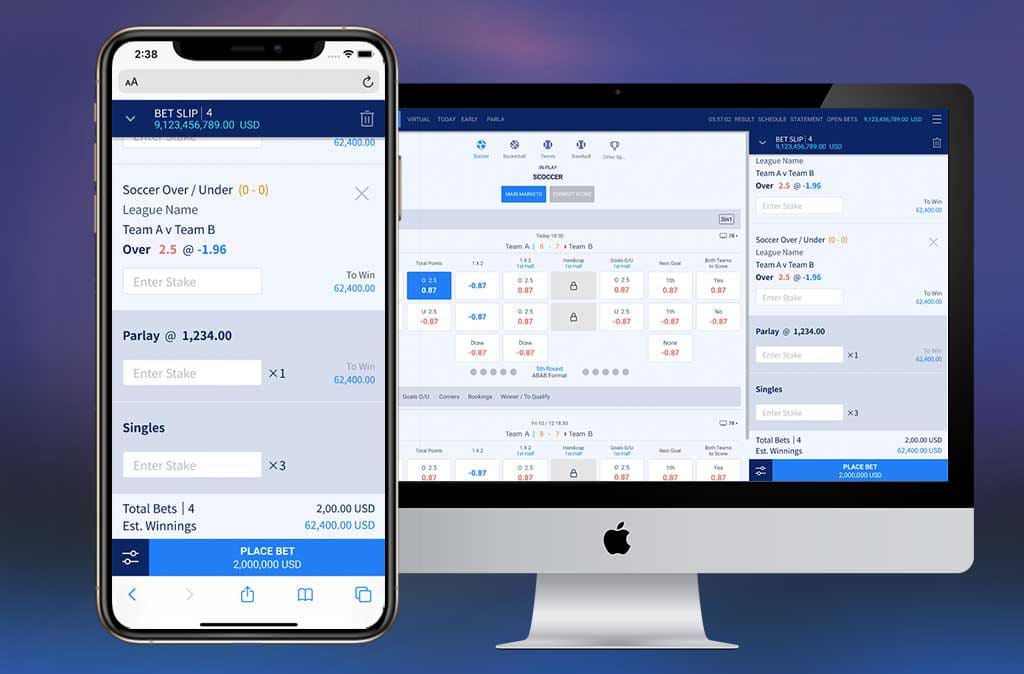 2:38
AA
BET SLIP | 4
9,123,456,789.00 USD
Enter Stake
62,400.00
Soccer Over / Under (0 - 0)
League Name
Team A v Team B
Over 2.5 @ -1.96
Enter Stake
To Win
62,400.00
Parlay @ 1,234.00
Enter Stake ×1
To Win
62,400.00
Singles
Enter Stake ×3
Total Bets | 4 2,00.00 USD
Est. Winnings 62,400.00 USD
PLACE BET
2,000,000 USD
VIRTUAL TODAY EARLY PARLA
05:57:02 RESULT SCHEDULE STATEMENT OPEN BETS 9,123,456,789.00 USD
Soccer Basketball Tennis Baseball Other Sp...
IN-PLAY
SCOCCER
MAIN MARKETS CORRECT SCORE
3in1
Today 18:30
78
Team A | 8 - 7 Team B
Total Points 1 X 2 1 X 2 1st Half Handicap 1st Half Goals O/U 1st Half Next Goal Both Teams to Score
O 2.5 -0.87 O 2.5 O 2.5 1th Yes
0.87 0.87 0.87 0.87 0.87
U 2.5 -0.87 O 2.5 U 2.5 1th No
-0.87 0.87 -0.87 -0.87 -0.87
Draw Draw None
-0.87 -0.87 -0.87
5th Round
ABAB Format
Goals O/U Corners Bookings Winner / To Qualify
Fri 10 / 12 18:30
78
Team A | 8 - 7 Team B
Total Points 1 X 2 1 X 2 1st Half Handicap 1st Half Goals O/U 1st Half Next Goal Both Teams to Score
O 2.5 -0.87 O 2.5 O 2.5 1th Yes
0.87 0.87 0.87 0.87 0.87
BET SLIP | 4
9,123,456,789.00 USD
League Name
Team A v Team B
Over 2.5 @ -1.96
Enter Stake
To Win
62,400.00
Soccer Over / Under (0 - 0)
League Name
Team A v Team B
Over 2.5 @ -1.96
Enter Stake
To Win
62,400.00
Parlay @ 1,234.00
Enter Stake ×1
To Win
62,400.00
Singles
Enter Stake ×3
Total Bets | 4 2,00.00 USD
Est. Winnings 62,400.00 USD
PLACE BET
2,000,000 USD